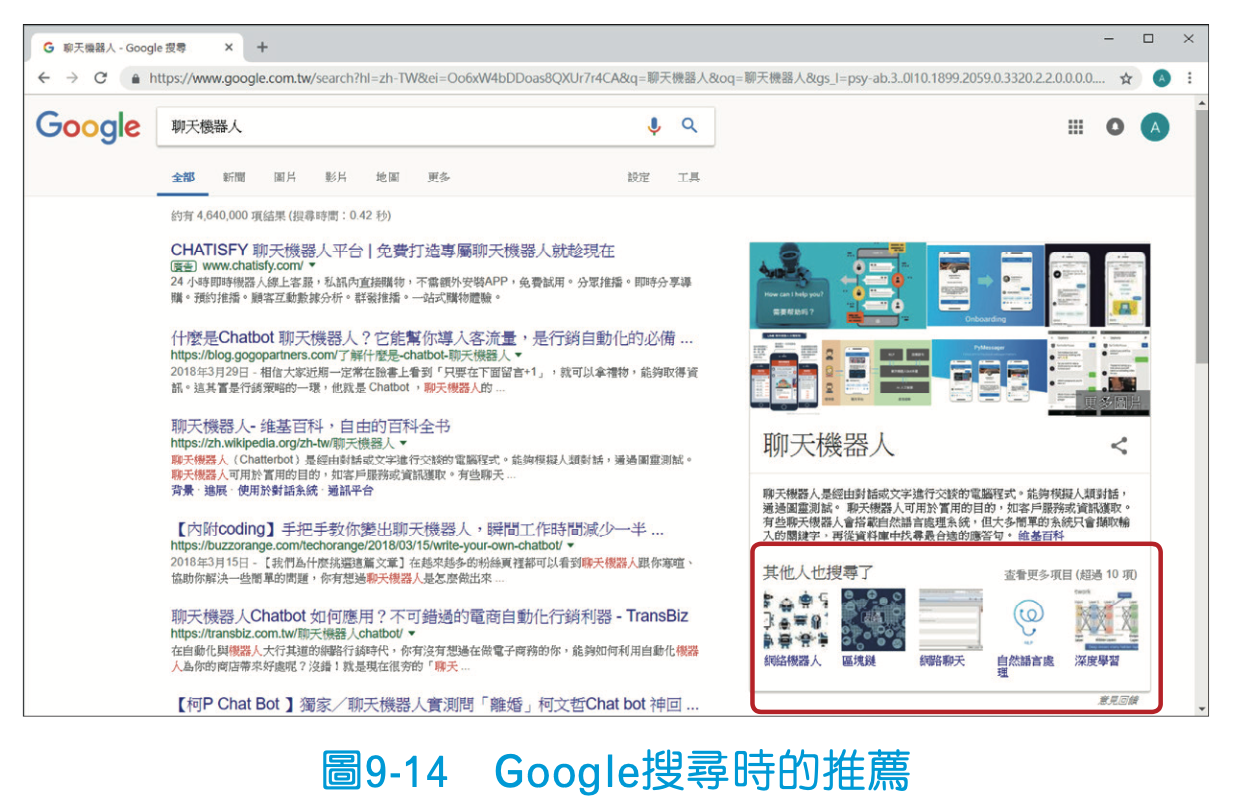 聊天機器人 - Google 搜尋
https://www.google.com.tw/search?hl=zh-TW&ei=Oo6xW4bDDoas8QXUr7r4CA&q=聊天機器人&oq=聊天機器人&gs_l=psy-ab.3..0l10.1899.2059.0.3320.2.2.0.0.0.0....
A
Google
聊天機器人
A
全部 新聞 圖片 影片 地圖 更多 設定 工具
約有 4,640,000 項結果 (搜尋時間：0.42 秒)
CHATISFY 聊天機器人平台 | 免費打造專屬聊天機器人就趁現在
廣告 www.chatisfy.com/
24 小時即時機器人線上客服，私訊內直接購物，不需額外安裝APP，免費試用。分眾推播。即時分享導
購。預約推播。顧客互動數據分析。群發推播。一站式購物體驗。
什麼是Chatbot 聊天機器人？它能幫你導入客流量，是行銷自動化的必備 ...
https://blog.gogopartners.com/了解什麼是-chatbot-聊天機器人
2018年3月29日 - 相信大家近期一定常在臉書上看到「只要在下面留言+1」，就可以拿禮物，能夠取得資
訊。這其實是行銷策略的一環，他就是 Chatbot ，聊天機器人的 ...
聊天機器人- 维基百科，自由的百科全书
https://zh.wikipedia.org/zh-tw/聊天機器人
聊天機器人（Chatterbot）是經由對話或文字進行交談的電腦程式。能夠模擬人類對話，通過圖靈測試。
聊天機器人可用於實用的目的，如客戶服務或資訊獲取。有些聊天 ...
背景 · 進展 · 使用於對話系統 · 通訊平台
【內附coding】手把手教你變出聊天機器人，瞬間工作時間減少一半 ...
https://buzzorange.com/techorange/2018/03/15/write-your-own-chatbot/
2018年3月15日 - 【我們為什麼挑選這篇文章】在越來越多的粉絲頁裡都可以看到聊天機器人跟你寒暄、
協助你解決一些簡單的問題，你有想過聊天機器人是怎麼做出來 ...
聊天機器人Chatbot 如何應用？不可錯過的電商自動化行銷利器 - TransBiz
https://transbiz.com.tw/聊天機器人chatbot/
在自動化與機器人大行其道的網路行銷時代，你有沒有想過在做電子商務的你，能夠如何利用自動化機器
人為你的商店帶來好處呢？沒錯！就是現在很夯的「聊天 ...
【柯P Chat Bot 】獨家／聊天機器人實測問「離婚」柯文哲Chat bot 神回 ...
How can I help you?
需要帮助吗？
Onboarding
PyMessager
更多圖片
聊天機器人
聊天機器人是經由對話或文字進行交談的電腦程式。能夠模擬人類對話，
通過圖靈測試。 聊天機器人可用於實用的目的，如客戶服務或資訊獲取。
有些聊天機器人會搭載自然語言處理系統，但大多簡單的系統只會擷取輸
入的關鍵字，再從資料庫中找尋最合適的應答句。 維基百科
其他人也搜尋了 查看更多項目 (超過 10 項)
NLP
網絡機器人 區塊鏈 網路聊天 自然語言處理 深度學習
意見回饋
圖9-14 Google搜尋時的推薦